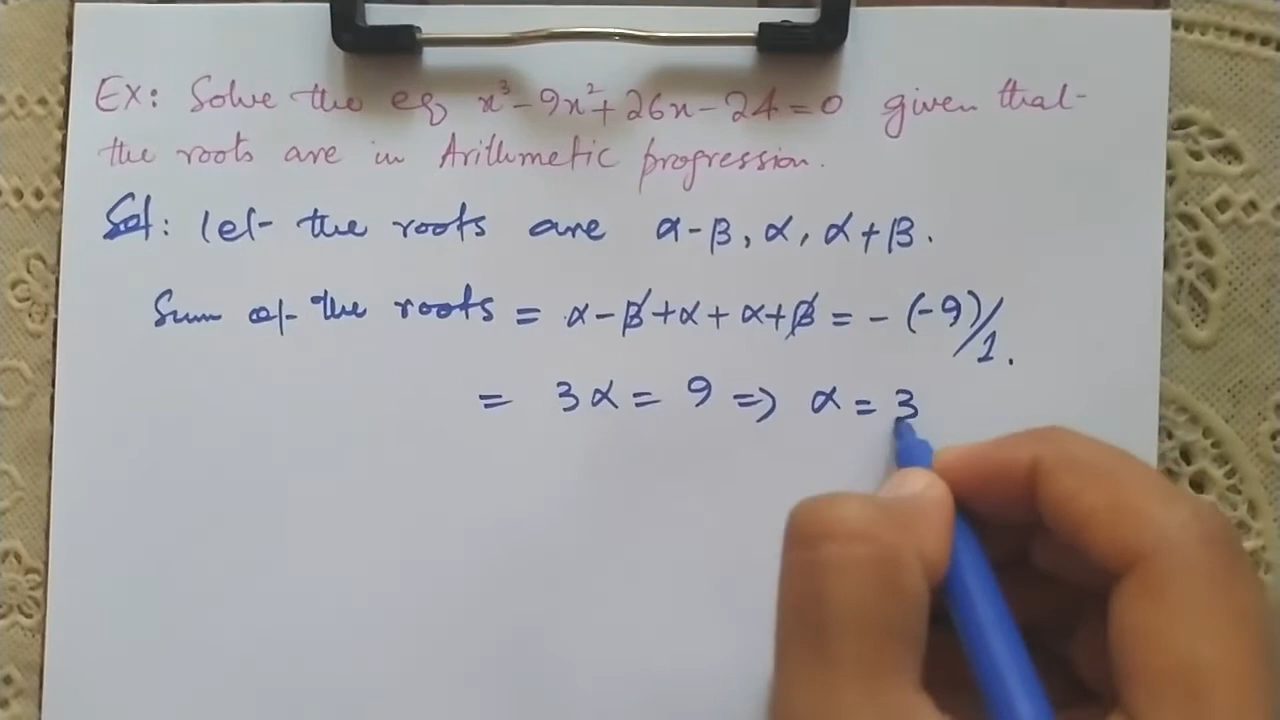 Ex: Solve the eq x³-9x²+26x-24=0 given that
the roots are in Arithmetic progression.
Sol: let the roots are α-β, α, α+β.
Sum of the roots = α-β+α+α+β = -(-9)/1.
= 3α = 9 => α = 3